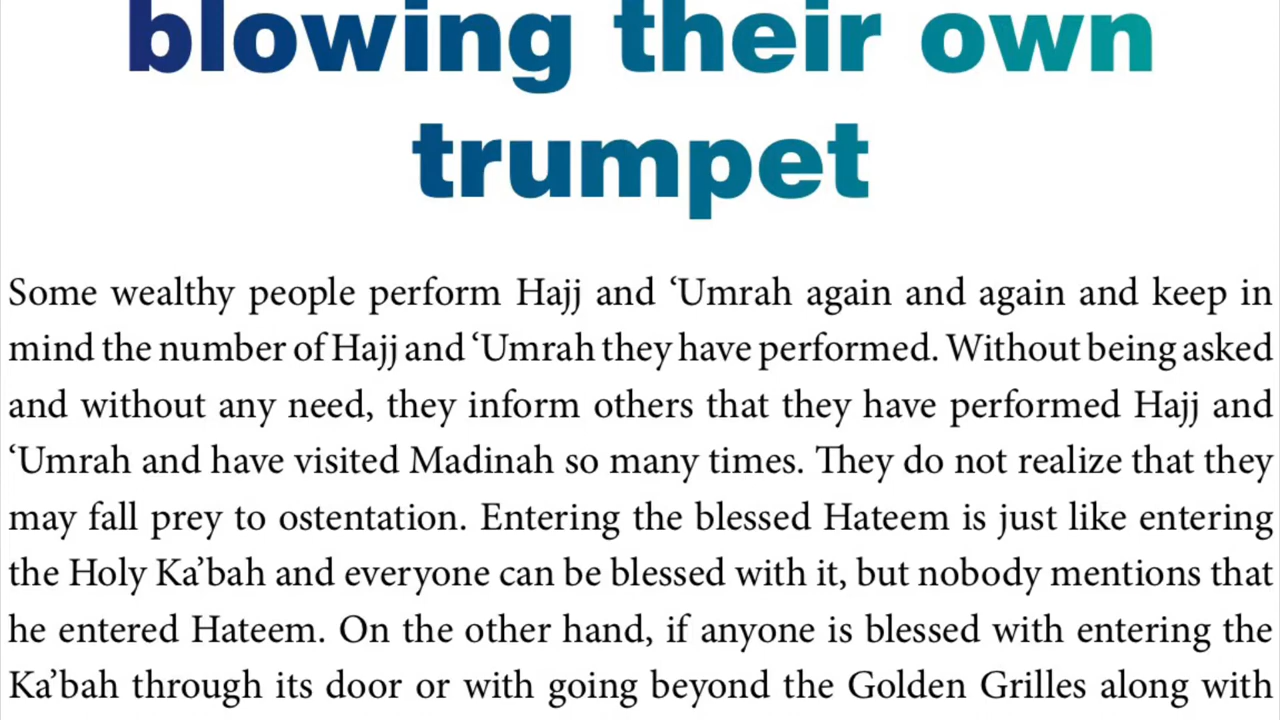 blowing their own
trumpet
Some wealthy people perform Hajj and ‘Umrah again and again and keep in
mind the number of Hajj and ‘Umrah they have performed. Without being asked
and without any need, they inform others that they have performed Hajj and
‘Umrah and have visited Madinah so many times. They do not realize that they
may fall prey to ostentation. Entering the blessed Hateem is just like entering
the Holy Ka’bah and everyone can be blessed with it, but nobody mentions that
he entered Hateem. On the other hand, if anyone is blessed with entering the
Ka’bah through its door or with going beyond the Golden Grilles along with